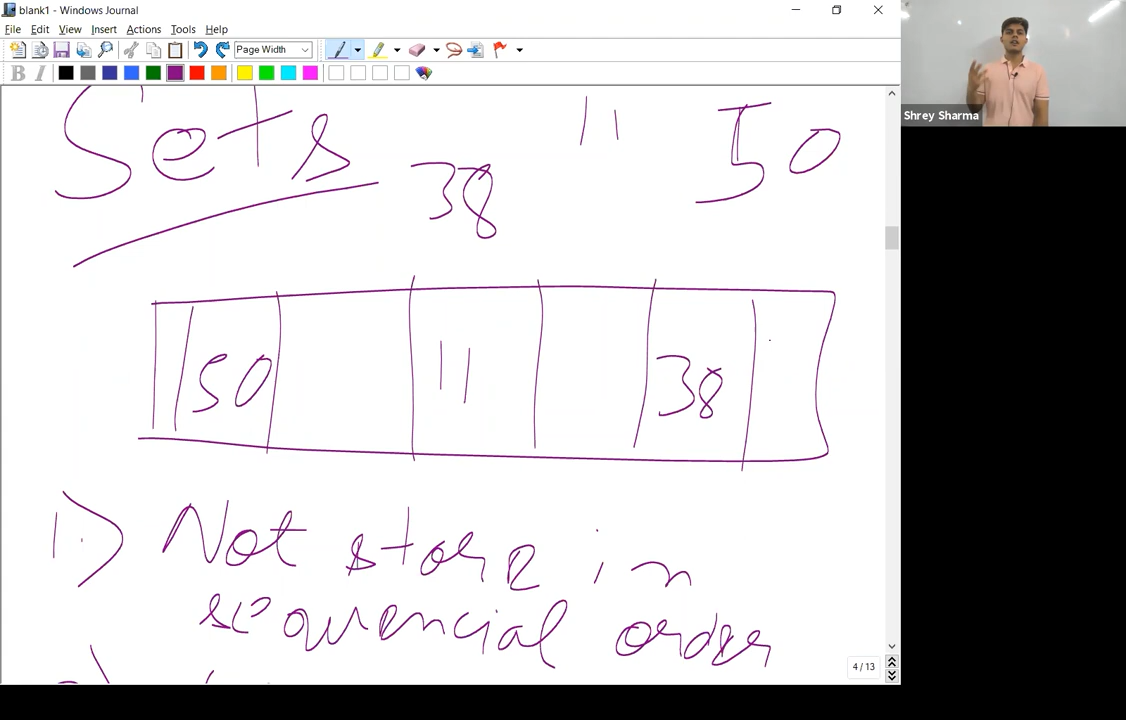 blank1 - Windows Journal
File Edit View Insert Actions Tools Help
Page Width
B I
Shrey Sharma
Sets 38 11 50
50 11 38
1.) Not store in
sequencial order
4 / 13